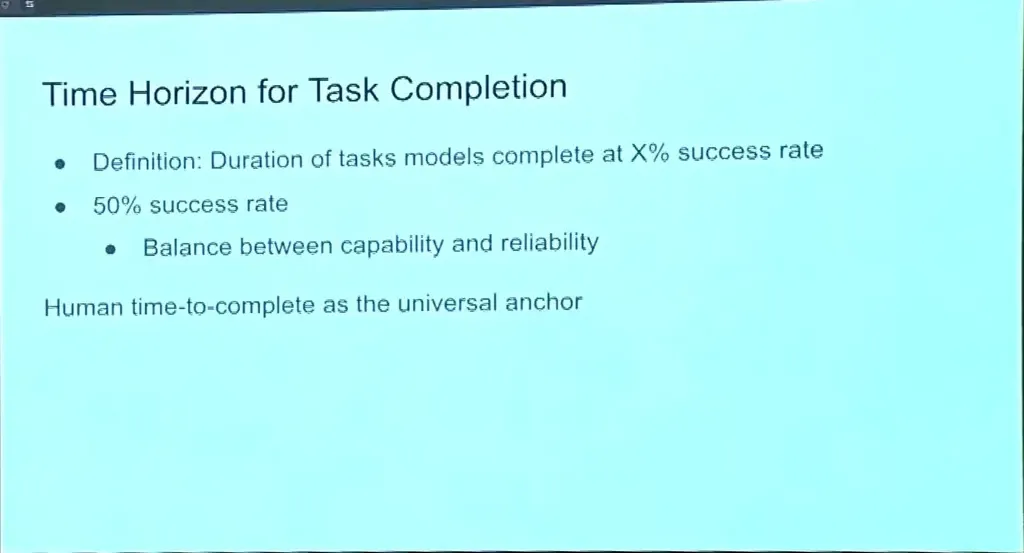 Time Horizon for Task Completion
● Definition: Duration of tasks models complete at X% success rate
● 50% success rate
● Balance between capability and reliability
Human time-to-complete as the universal anchor